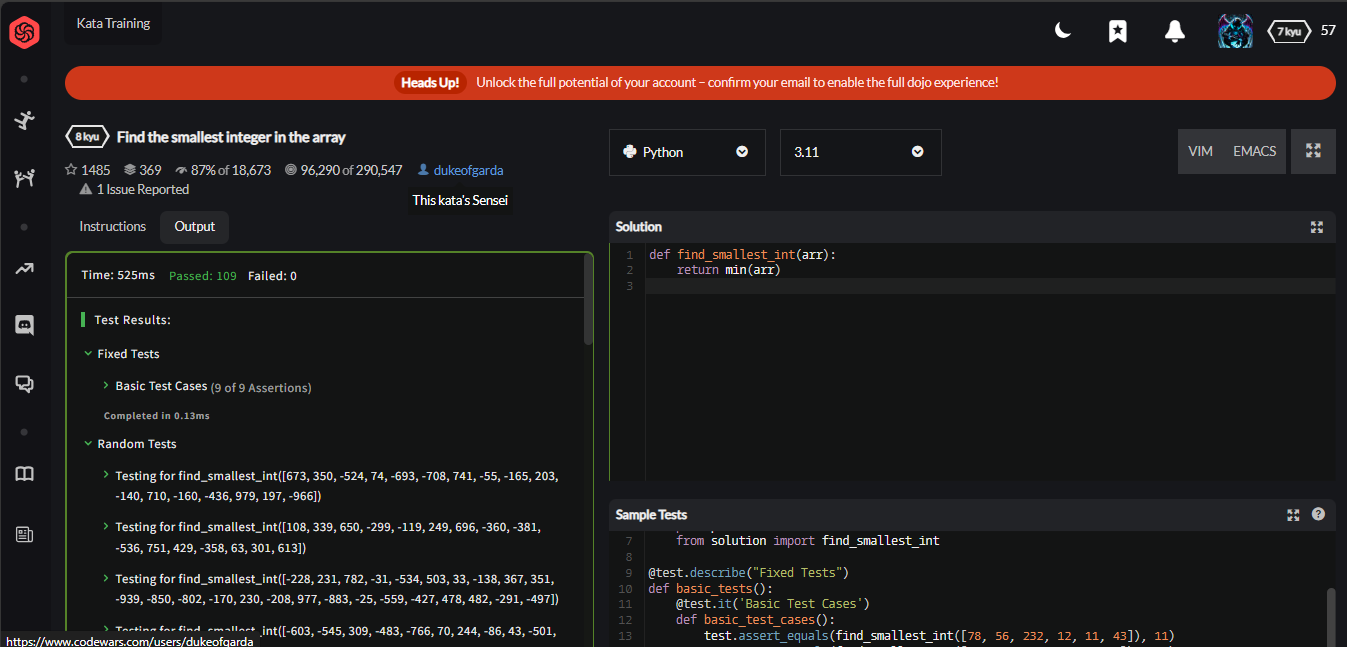 Kata Training
7 kyu 57
Heads Up! Unlock the full potential of your account – confirm your email to enable the full dojo experience!
8 kyu Find the smallest integer in the array
1485 369 87% of 18,673 96,290 of 290,547 dukeofgarda
1 Issue Reported
This kata's Sensei
Instructions Output
Time: 525ms Passed: 109 Failed: 0
Test Results:
Fixed Tests
Basic Test Cases (9 of 9 Assertions)
Completed in 0.13ms
Random Tests
Testing for find_smallest_int([673, 350, -524, 74, -693, -708, 741, -55, -165, 203,
-140, 710, -160, -436, 979, 197, -966])
Testing for find_smallest_int([108, 339, 650, -299, -119, 249, 696, -360, -381,
-536, 751, 429, -358, 63, 301, 613])
Testing for find_smallest_int([-228, 231, 782, -31, -534, 503, 33, -138, 367, 351,
-939, -850, -802, -170, 230, -208, 977, -883, -25, -559, -427, 478, 482, -291, -497])
Testing for find_smallest_int([-603, -545, 309, -483, -766, 70, 244, -86, 43, -501,
https://www.codewars.com/users/dukeofgarda
Python 3.11
VIM EMACS
Solution
1 def find_smallest_int(arr):
2 return min(arr)
3
Sample Tests
7 from solution import find_smallest_int
8
9 @test.describe("Fixed Tests")
10 def basic_tests():
11 @test.it('Basic Test Cases')
12 def basic_test_cases():
13 test.assert_equals(find_smallest_int([78, 56, 232, 12, 11, 43]), 11)